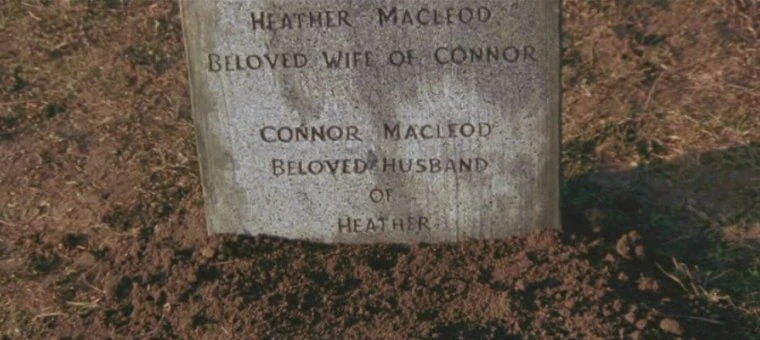 HEATHER MACLEOD
BELOVED WIFE OF CONNOR
CONNOR MACLEOD
BELOVED HUSBAND
OF
HEATHER